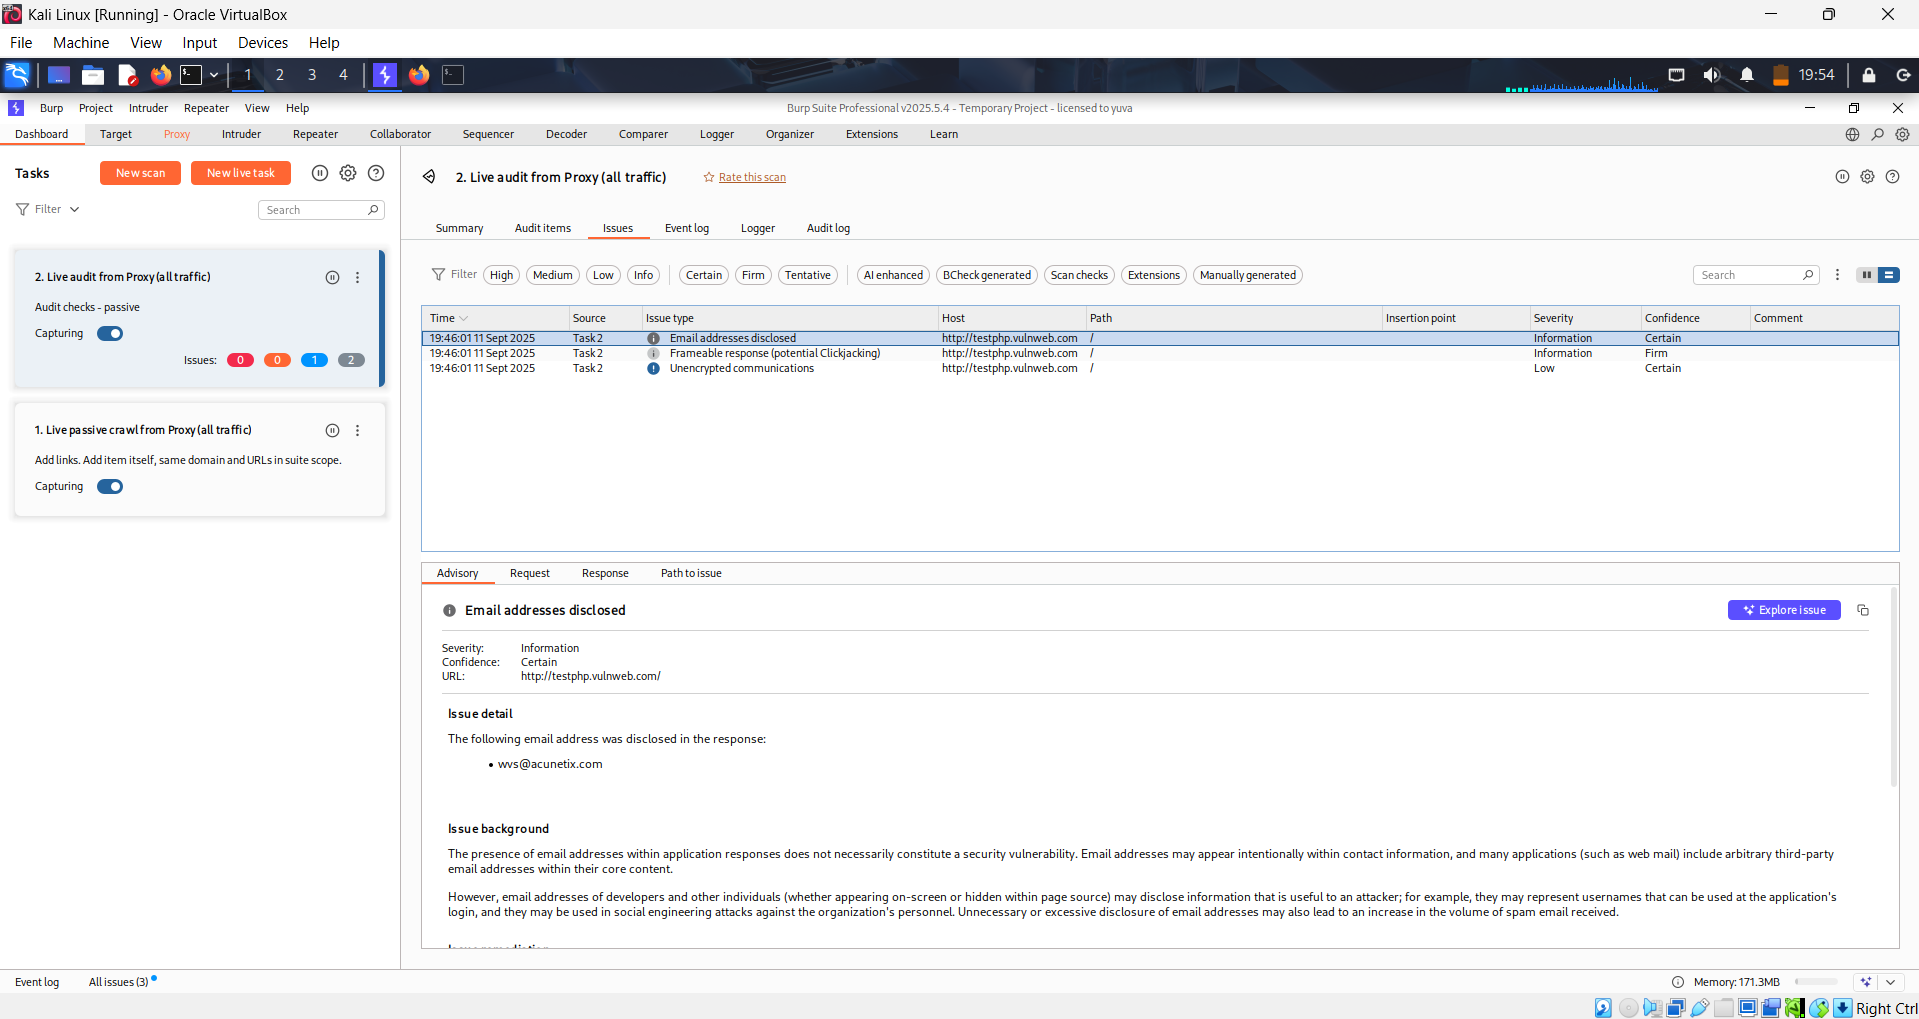 Kali Linux [Running] - Oracle VirtualBox
File Machine View Input Devices Help
1 2 3 4 19:54
Burp Project Intruder Repeater View Help
Burp Suite Professional v2025.5.4 - Temporary Project - licensed to yuva
Dashboard Target Proxy Intruder Repeater Collaborator Sequencer Decoder Comparer Logger Organizer Extensions Learn
Tasks New scan New live task
Filter Search
2. Live audit from Proxy (all traffic)
Audit checks - passive
Capturing
Issues: 0 0 1 2
1. Live passive crawl from Proxy (all traffic)
Add links. Add item itself, same domain and URLs in suite scope.
Capturing
2. Live audit from Proxy (all traffic) Rate this scan
Summary Audit items Issues Event log Logger Audit log
Filter High Medium Low Info Certain Firm Tentative AI enhanced BCheck generated Scan checks Extensions Manually generated Search
Time Source Issue type Host Path Insertion point Severity Confidence Comment
19:46:01 11 Sept 2025 Task 2 Email addresses disclosed http://testphp.vulnweb.com / Information Certain
19:46:01 11 Sept 2025 Task 2 Frameable response (potential Clickjacking) http://testphp.vulnweb.com / Information Firm
19:46:01 11 Sept 2025 Task 2 Unencrypted communications http://testphp.vulnweb.com / Low Certain
Advisory Request Response Path to issue
Email addresses disclosed Explore issue
Severity: Information
Confidence: Certain
URL: http://testphp.vulnweb.com/
Issue detail
The following email address was disclosed in the response:
• wvs@acunetix.com
Issue background
The presence of email addresses within application responses does not necessarily constitute a security vulnerability. Email addresses may appear intentionally within contact information, and many applications (such as web mail) include arbitrary third-party
email addresses within their core content.
However, email addresses of developers and other individuals (whether appearing on-screen or hidden within page source) may disclose information that is useful to an attacker; for example, they may represent usernames that can be used at the application's
login, and they may be used in social engineering attacks against the organization's personnel. Unnecessary or excessive disclosure of email addresses may also lead to an increase in the volume of spam email received.
Event log All issues (3) Memory: 171.3MB
Right Ctrl